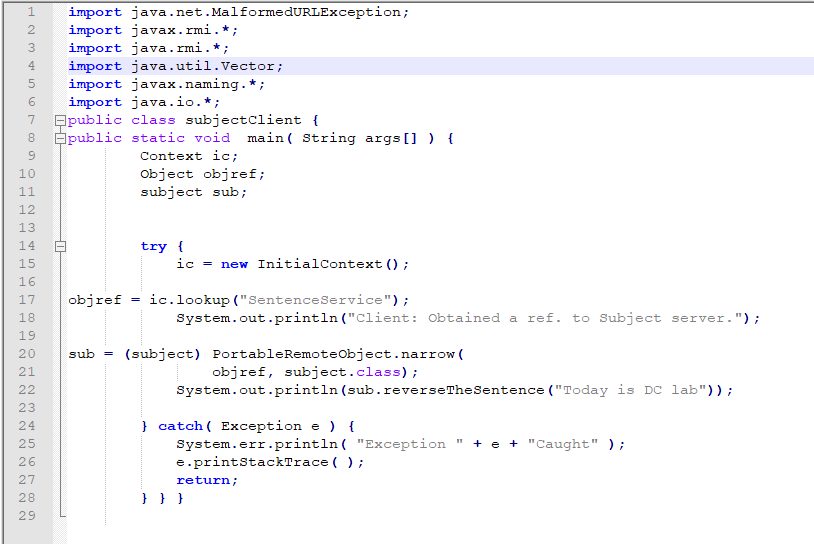 1 import java.net.MalformedURLException;
2 import javax.rmi.*;
3 import java.rmi.*;
4 import java.util.Vector;
5 import javax.naming.*;
6 import java.io.*;
7 public class subjectClient {
8 public static void  main( String args[] ) {
9         Context ic;
10         Object objref;
11         subject sub;
12
13
14         try {
15             ic = new InitialContext();
16
17 objref = ic.lookup("SentenceService");
18             System.out.println("Client: Obtained a ref. to Subject server.");
19
20 sub = (subject) PortableRemoteObject.narrow(
21                 objref, subject.class);
22             System.out.println(sub.reverseTheSentence("Today is DC lab"));
23
24         } catch( Exception e ) {
25             System.err.println( "Exception " + e + "Caught" );
26             e.printStackTrace( );
27             return;
28         } } }
29